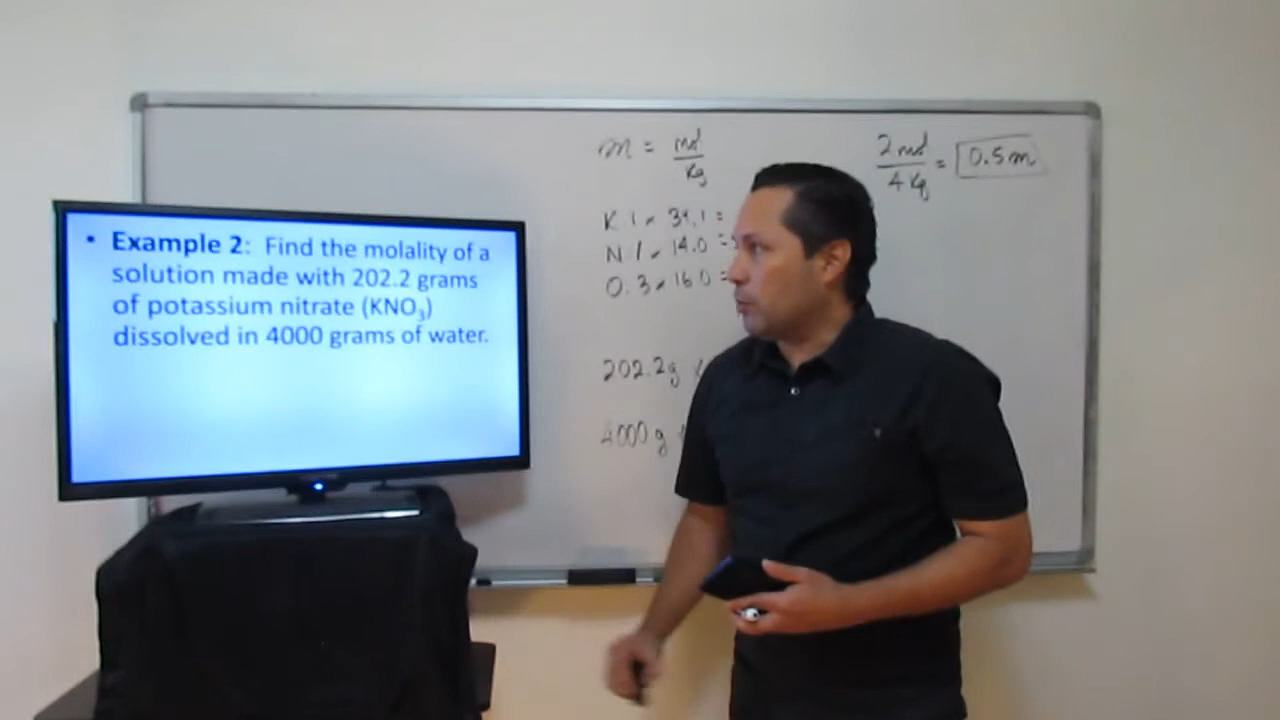 • Example 2: Find the molality of a
solution made with 202.2 grams
of potassium nitrate (KNO₃)
dissolved in 4000 grams of water.
m = mol/kg
K 1 × 39.1 =
N 1 × 14.0 =
O. 3 × 16.0 =
202.2g
4000 g
2 mol/4 kg = 0.5 m